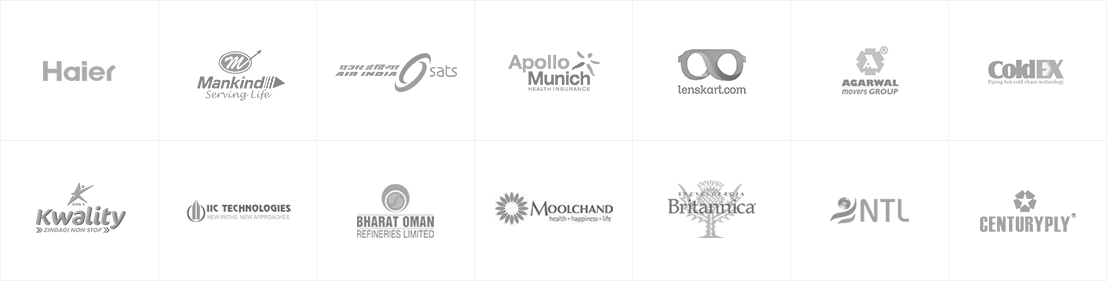 Haier
M
Mankind
Serving Life
एअर इंडिया
AIR INDIA
sats
Apollo
Munich
HEALTH INSURANCE
lenskart.com
A
®
AGARWAL
movers GROUP
ColdEX
Kwality
ZINDAGI NON STOP
IIC TECHNOLOGIES
NEW PATHS. NEW APPROACHES
BHARAT OMAN
REFINERIES LIMITED
MOOLCHAND
health • happiness • life
ENCYCLOPÆDIA
Britannica®
NTL
CENTURYPLY®